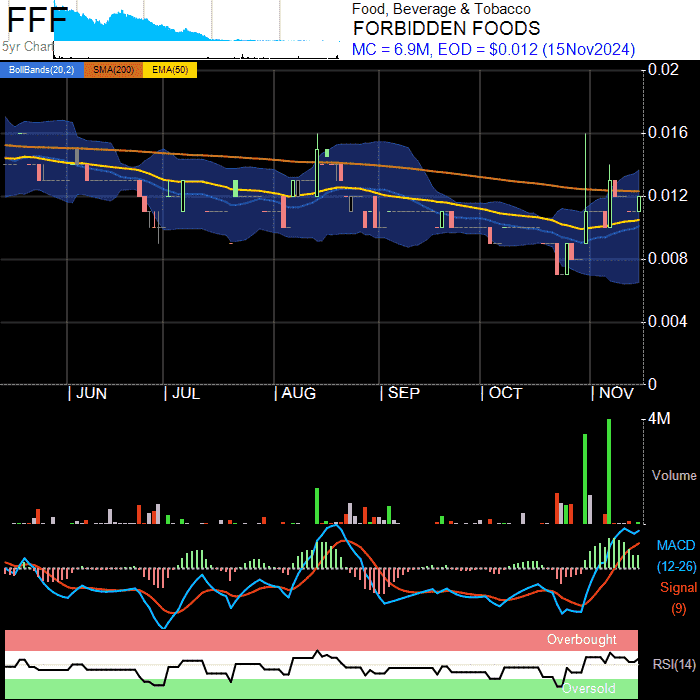 FFF
5yr Chart
Food, Beverage & Tobacco
FORBIDDEN FOODS
MC = 6.9M, EOD = $0.012 (15Nov2024)
BollBands(20,2) SMA(200) EMA(50)
0.02
0.016
0.012
0.008
0.004
0
| JUN | JUL | AUG | SEP | OCT | NOV
4M
Volume
MACD
(12-26)
Signal
(9)
Overbought
RSI(14)
Oversold